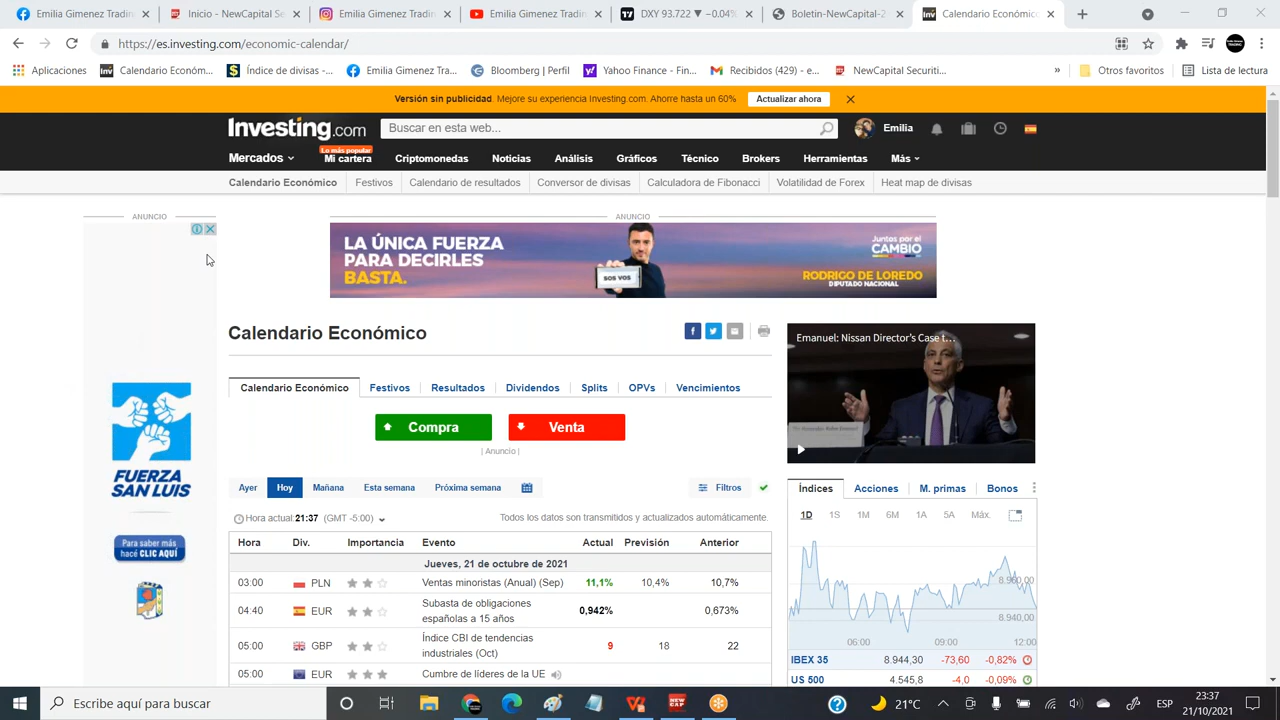 Emilia Gimenez Tradin
Inicio - NewCapital Secu
Emilia Gimenez Trading
Emilia Gimenez Trading
DXY 93.722 ▼ −0.04%
Boletin-NewCapital-2
Calendario Económico
https://es.investing.com/economic-calendar/
Aplicaciones
Calendario Económ...
Índice de divisas -...
Emilia Gimenez Tra...
Bloomberg | Perfil
Yahoo Finance - Fin...
Recibidos (429) - e...
NewCapital Securiti...
»
Otros favoritos
Lista de lectura
Versión sin publicidad. Mejore su experiencia Investing.com. Ahorre hasta un 60%
Actualizar ahora
Investing.com
Buscar en esta web...
Emilia
Lo más popular
Mercados
Mi cartera
Criptomonedas
Noticias
Análisis
Gráficos
Técnico
Brokers
Herramientas
Más
Calendario Económico
Festivos
Calendario de resultados
Conversor de divisas
Calculadora de Fibonacci
Volatilidad de Forex
Heat map de divisas
ANUNCIO
ANUNCIO
LA ÚNICA FUERZA
PARA DECIRLES
BASTA.
SOS VOS
Juntos por el
CAMBIO
RODRIGO DE LOREDO
DIPUTADO NACIONAL
FUERZA
SAN LUIS
Para saber más
hacé CLIC AQUÍ
Calendario Económico
Calendario Económico
Festivos
Resultados
Dividendos
Splits
OPVs
Vencimientos
Compra
Venta
| Anuncio |
Ayer
Hoy
Mañana
Esta semana
Próxima semana
Filtros
Hora actual:21:37 (GMT -5:00)
Todos los datos son transmitidos y actualizados automáticamente.
Hora Div. Importancia Evento Actual Previsión Anterior
Jueves, 21 de octubre de 2021
03:00 PLN Ventas minoristas (Anual) (Sep) 11,1% 10,4% 10,7%
04:40 EUR Subasta de obligaciones
españolas a 15 años 0,942% 0,673%
05:00 GBP Índice CBI de tendencias
industriales (Oct) 9 18 22
05:00 EUR Cumbre de líderes de la UE
Emanuel: Nissan Director's Case t...
Índices
Acciones
M. primas
Bonos
1D 1S 1M 6M 1A 5A Máx.
8.960,00
8.940,00
06:00 09:00 12:00
IBEX 35 8.944,30 -73,60 -0,82%
US 500 4.545,8 -4,0 -0,09%
Escribe aquí para buscar
21°C
ESP
23:37
21/10/2021